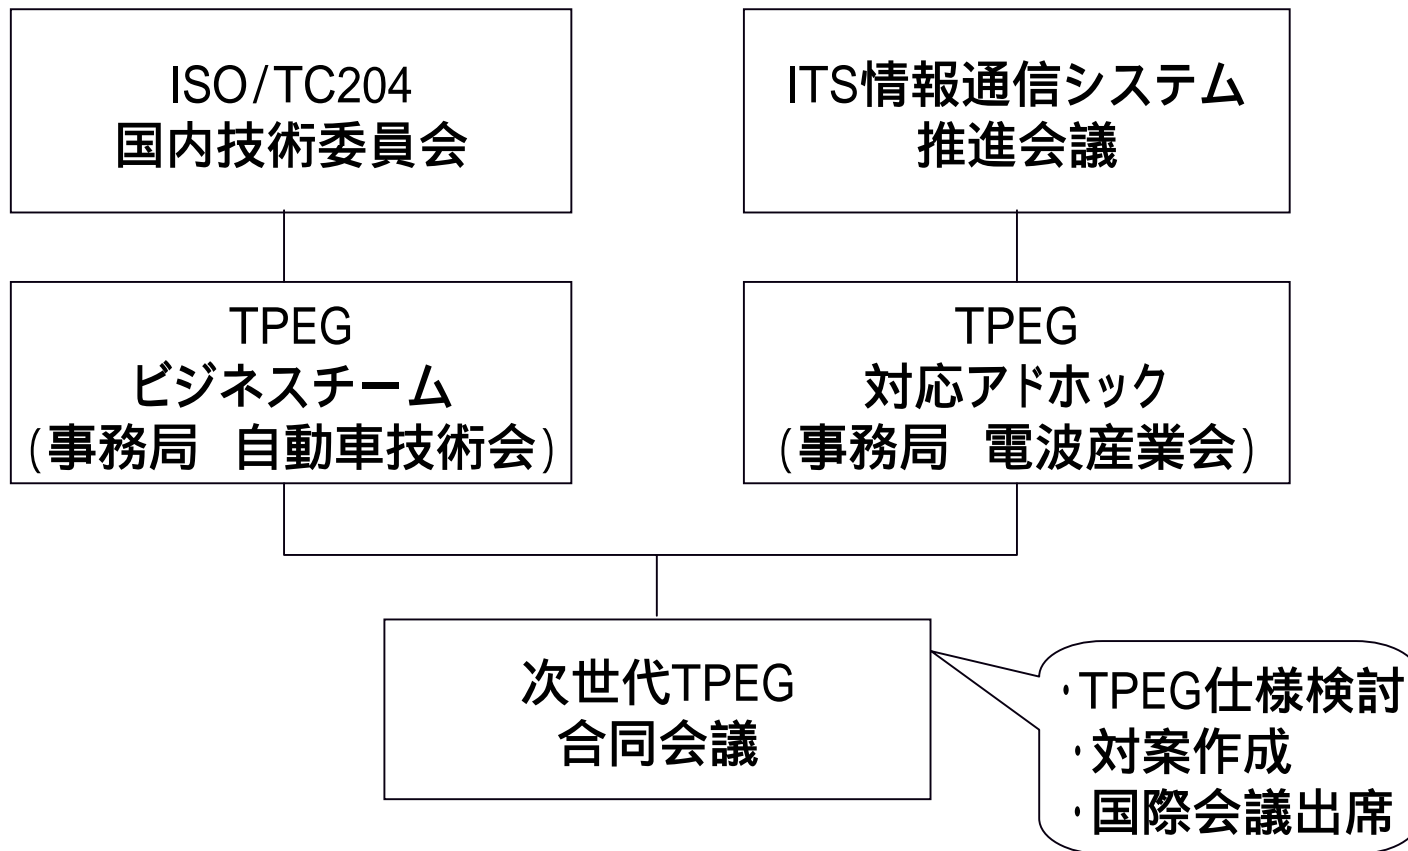 ISO/TC204
国内技術委員会
ITS情報通信システム
推進会議
TPEG
ビジネスチーム
(事務局　自動車技術会)
TPEG
対応アドホック
(事務局　電波産業会)
次世代TPEG
合同会議
・TPEG仕様検討
・対案作成
・国際会議出席